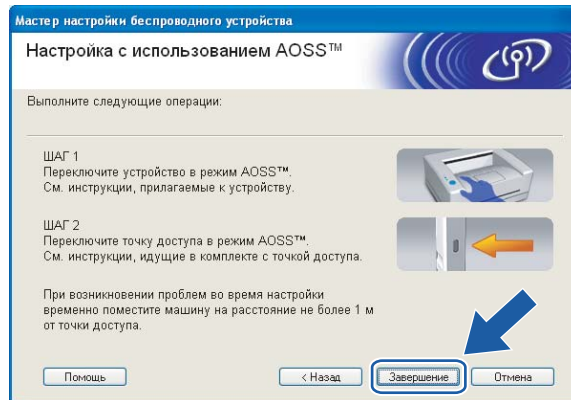 Мастер настройки беспроводного устройства
Настройка с использованием AOSS™
Выполните следующие операции:
ШАГ 1
Переключите устройство в режим AOSS™.
См. инструкции, прилагаемые к устройству.
ШАГ 2
Переключите точку доступа в режим AOSS™.
См. инструкции, идущие в комплекте с точкой доступа.
При возникновении проблем во время настройки
временно поместите машину на расстояние не более 1 м
от точки доступа.
Помощь
< Назад
Завершение
Отмена